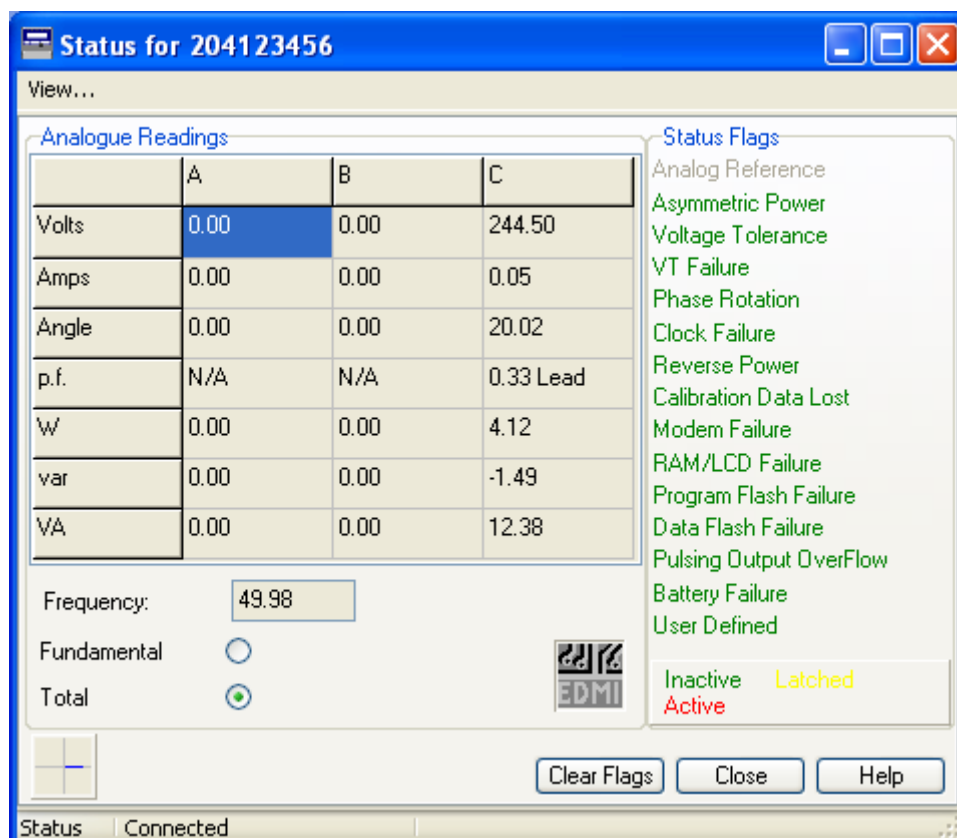 Status for 204123456
View...
Analogue Readings
A B C
Volts 0.00 0.00 244.50
Amps 0.00 0.00 0.05
Angle 0.00 0.00 20.02
p.f. N/A N/A 0.33 Lead
W 0.00 0.00 4.12
var 0.00 0.00 -1.49
VA 0.00 0.00 12.38
Frequency: 49.98
Fundamental
Total
EDMI
Status Flags
Analog Reference
Asymmetric Power
Voltage Tolerance
VT Failure
Phase Rotation
Clock Failure
Reverse Power
Calibration Data Lost
Modem Failure
RAM/LCD Failure
Program Flash Failure
Data Flash Failure
Pulsing Output OverFlow
Battery Failure
User Defined
Inactive Latched
Active
Clear Flags Close Help
Status Connected